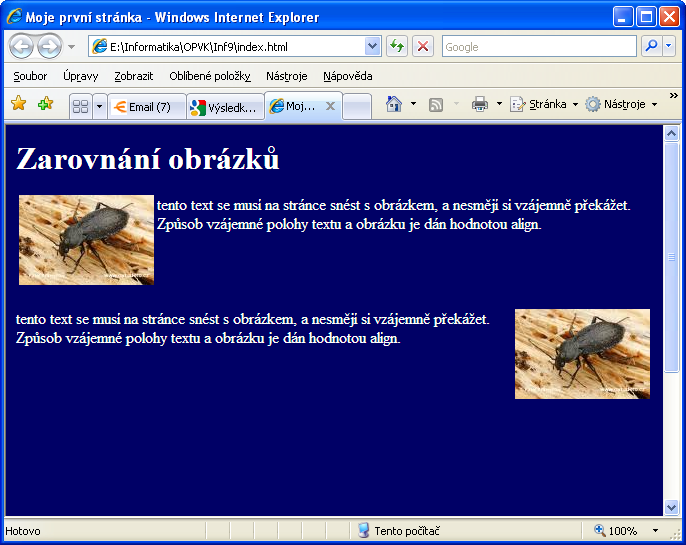 Moje první stránka - Windows Internet Explorer
E:\Informatika\OPVK\Inf9\index.html
Google
Soubor Úpravy Zobrazit Oblíbené položky Nástroje Nápověda
Email (7) Výsledk... Moj... Stránka Nástroje »
Zarovnání obrázků
tento text se musí na stránce snést s obrázkem, a nesmějí si vzájemně překážet.
Způsob vzájemné polohy textu a obrázku je dán hodnotou align.
tento text se musí na stránce snést s obrázkem, a nesmějí si vzájemně překážet.
Způsob vzájemné polohy textu a obrázku je dán hodnotou align.
Hotovo Tento počítač 100%